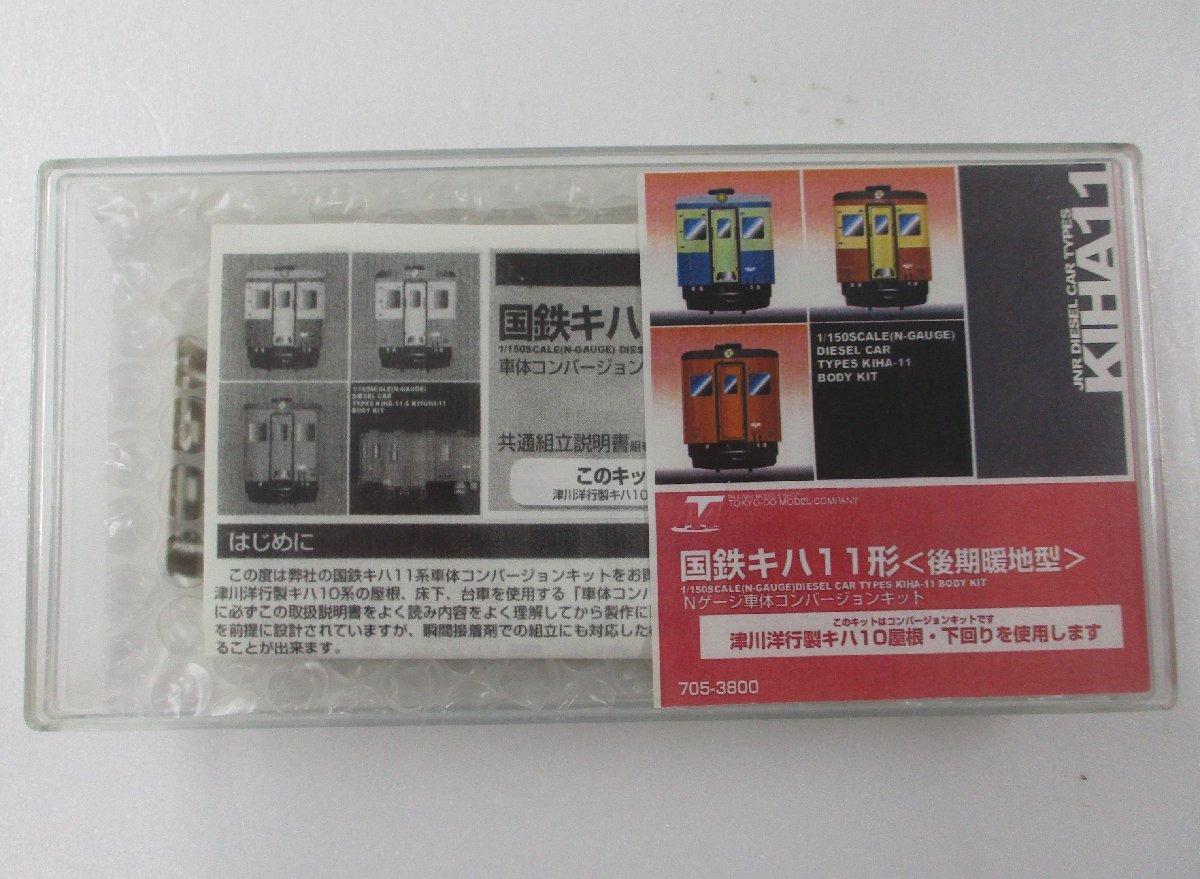 1/150SCALE(N-GAUGE)
DIESEL CAR
TYPES KIHA-11 & KIYUNI-11
BODY KIT
国鉄キハ
1/150SCALE(N-GAUGE) DIES
車体コンバージョン
共通組立説明書
このキッ
津川洋行製キハ10
はじめに
この度は弊社の国鉄キハ11系車体コンバージョンキットをお買
津川洋行製キハ10系の屋根、床下、台車を使用する「車体コンバ
に必ずこの取扱説明書をよく読み内容をよく理解してから製作に
を前提に設計されていますが、瞬間接着剤での組立にも対応した
ることが出来ます。
1/150SCALE(N-GAUGE)
DIESEL CAR
TYPES KIHA-11
BODY KIT
JNR DIESEL CAR TYPES
KIHA11
TOKYO-DO MODEL COMPANY
国鉄キハ11形<後期暖地型>
1/150SCALE(N-GAUGE)DIESEL CAR TYPES KIHA-11 BODY KIT
Nゲージ車体コンバージョンキット
このキットはコンバージョンキットです
津川洋行製キハ10屋根・下回りを使用します
705-3800